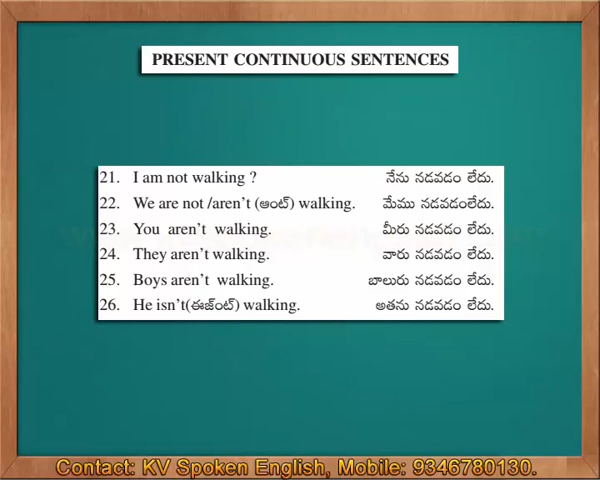 PRESENT CONTINUOUS SENTENCES
21. I am not walking ? నేను నడవడం లేదు.
22. We are not /aren't (ఆంట్) walking. మేము నడవడంలేదు.
23. You aren't walking. మీరు నడవడం లేదు.
24. They aren't walking. వారు నడవడం లేదు.
25. Boys aren't walking. బాలురు నడవడం లేదు.
26. He isn't(ఈజ్ంట్) walking. అతను నడవడం లేదు.
Contact: KV Spoken English, Mobile: 9346780130.